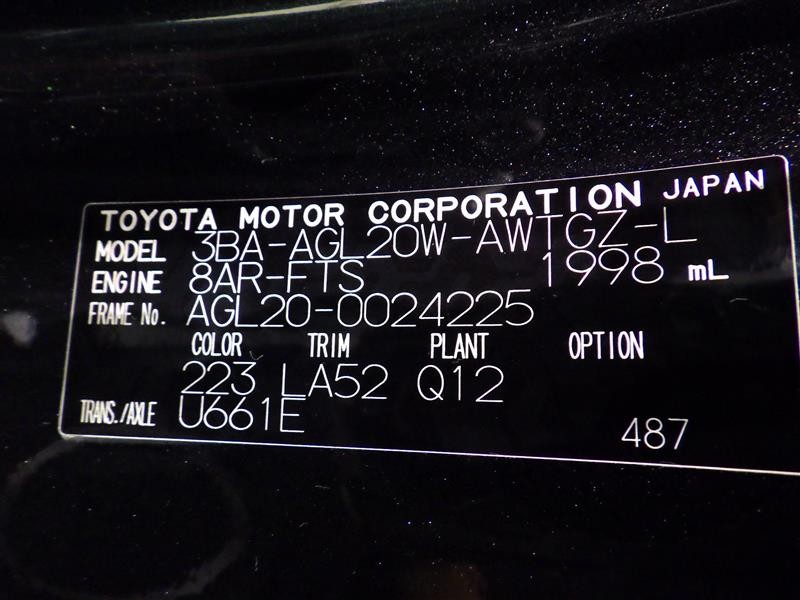 TOYOTA MOTOR CORPORATION JAPAN
MODEL 3BA-AGL20W-AWTGZ-L
ENGINE 8AR-FTS 1998 mL
FRAME No. AGL20-0024225
COLOR TRIM PLANT OPTION
223 LA52 Q12
TRANS./AXLE U661E
487